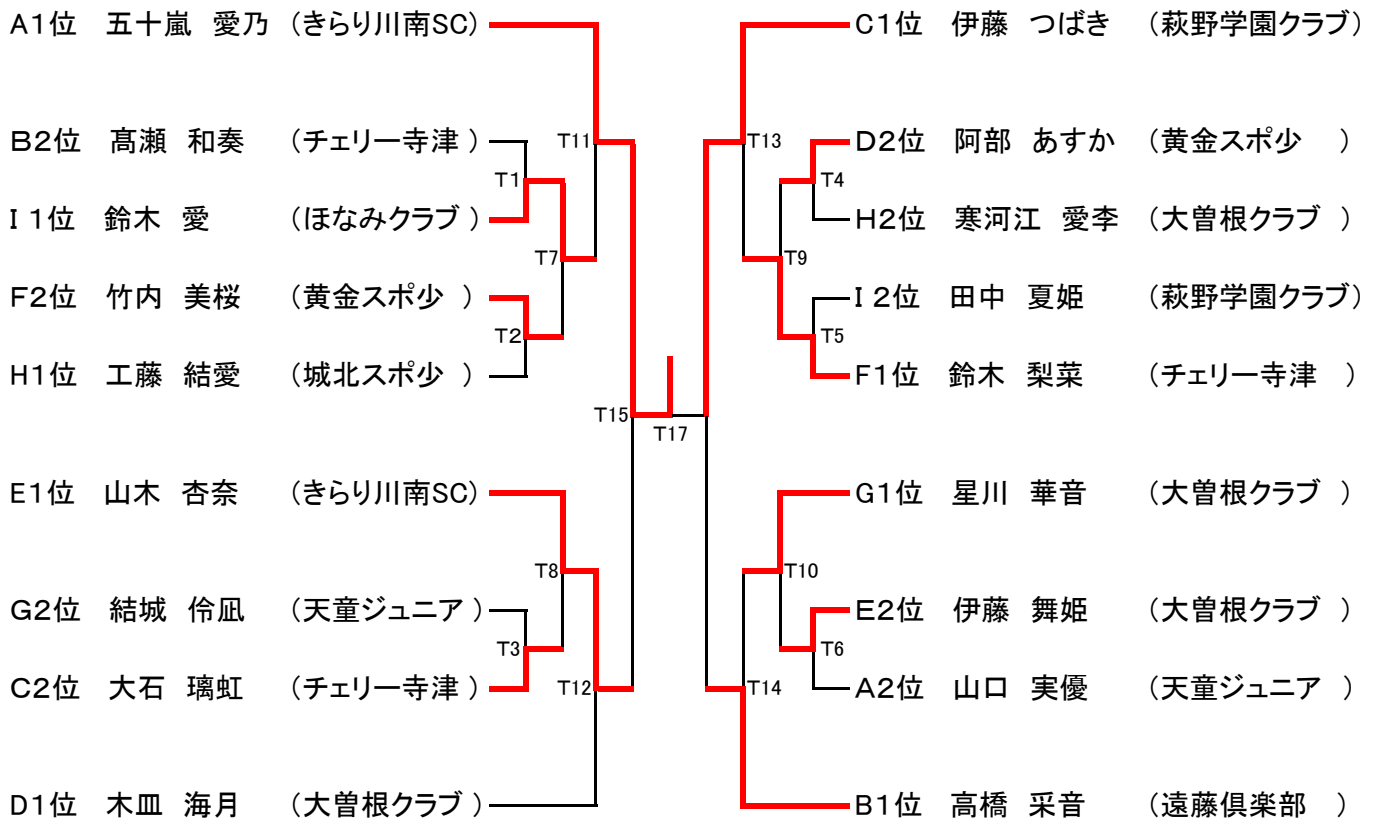 A1位 五十嵐 愛乃 (きらり川南SC)
C1位 伊藤 つばき (萩野学園クラブ)
B2位 髙瀬 和奏 (チェリー寺津 )
T11
T13
D2位 阿部 あすか (黄金スポ少 )
T1
T4
I 1位 鈴木 愛 (ほなみクラブ )
H2位 寒河江 愛李 (大曽根クラブ )
T7
T9
F2位 竹内 美桜 (黄金スポ少 )
I 2位 田中 夏姫 (萩野学園クラブ)
T2
T5
H1位 工藤 結愛 (城北スポ少 )
F1位 鈴木 梨菜 (チェリー寺津 )
T15
T17
E1位 山木 杏奈 (きらり川南SC)
G1位 星川 華音 (大曽根クラブ )
T8
T10
G2位 結城 伶凪 (天童ジュニア )
E2位 伊藤 舞姫 (大曽根クラブ )
T3
T6
C2位 大石 璃虹 (チェリー寺津 )
T12
T14
A2位 山口 実優 (天童ジュニア )
D1位 木皿 海月 (大曽根クラブ )
B1位 高橋 采音 (遠藤俱楽部 )